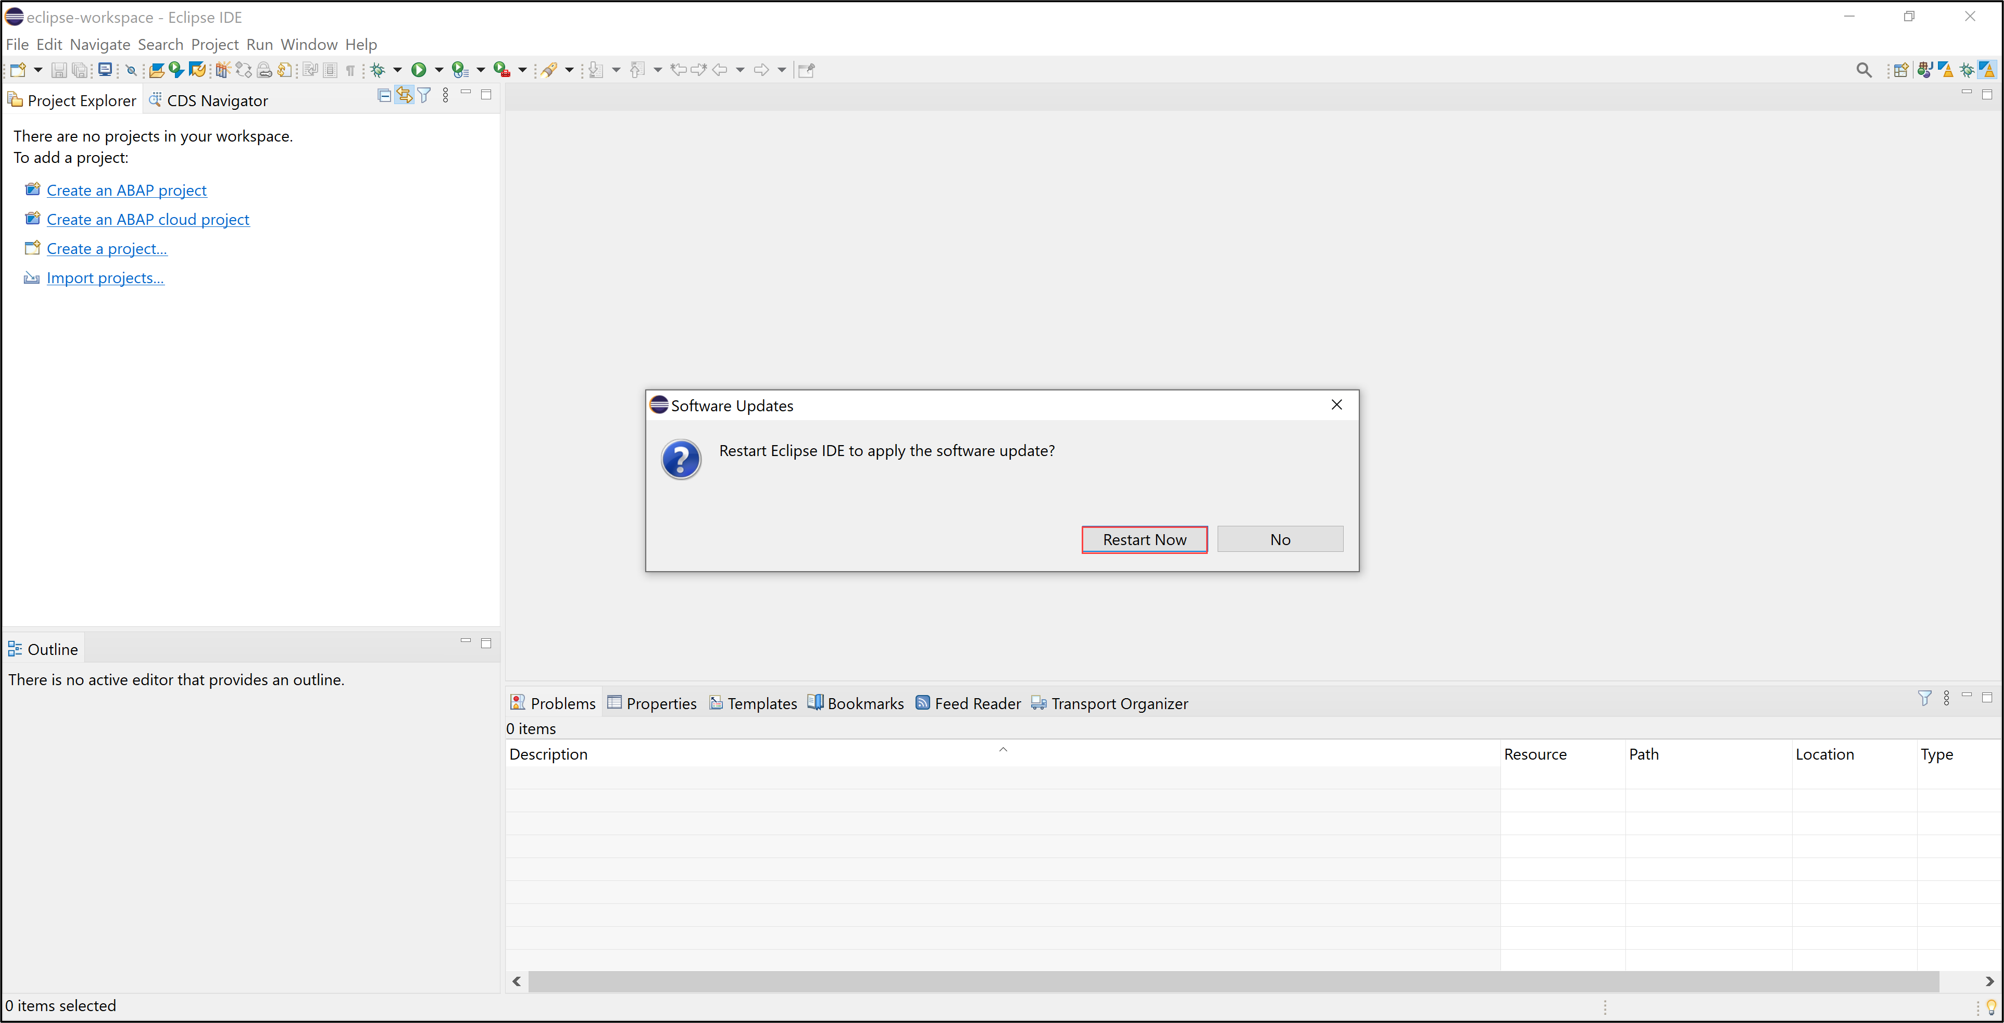 eclipse-workspace - Eclipse IDE
File Edit Navigate Search Project Run Window Help
Project Explorer CDS Navigator
There are no projects in your workspace.
To add a project:
Create an ABAP project
Create an ABAP cloud project
Create a project...
Import projects...
Software Updates
Restart Eclipse IDE to apply the software update?
Restart Now No
Outline
There is no active editor that provides an outline.
Problems Properties Templates Bookmarks Feed Reader Transport Organizer
0 items
Description Resource Path Location Type
0 items selected